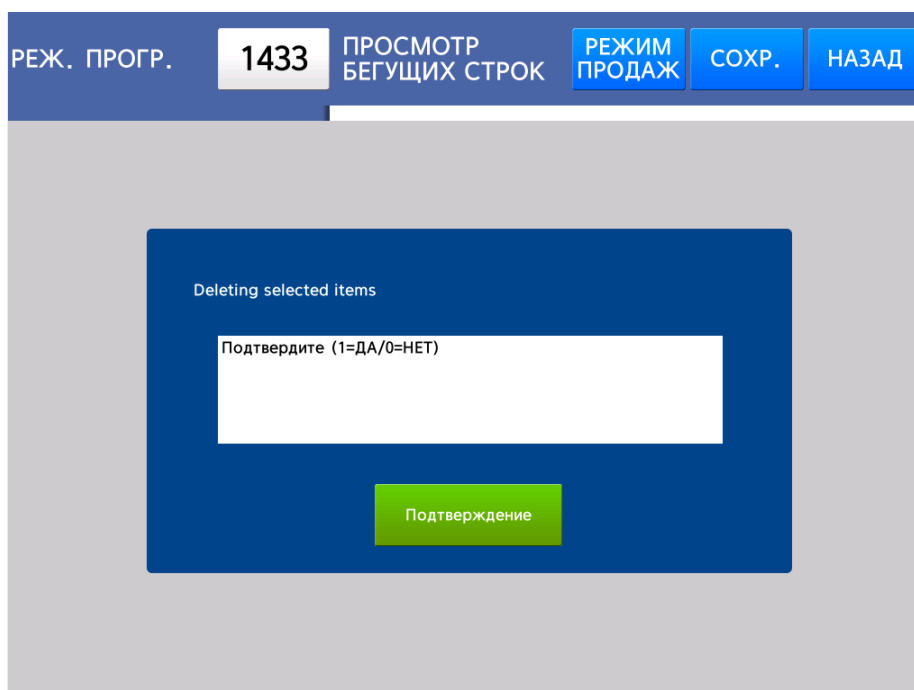 РЕЖ. ПРОГР.
1433
ПРОСМОТР
БЕГУЩИХ СТРОК
РЕЖИМ
ПРОДАЖ
СОХР.
НАЗАД
Deleting selected items
Подтвердите (1=ДА/0=НЕТ)
Подтверждение